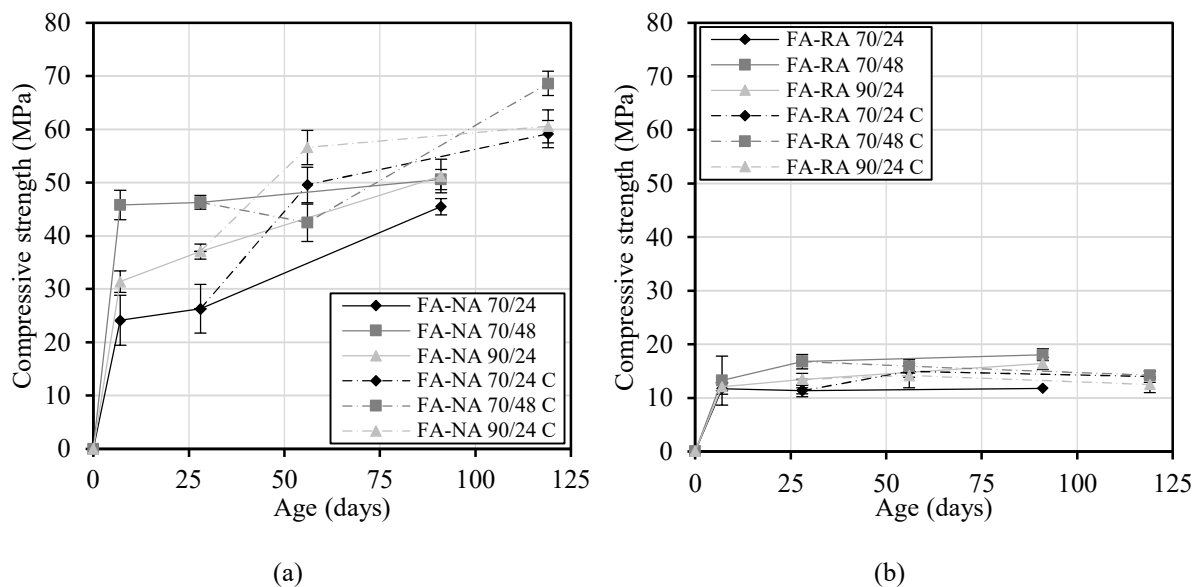 Compressive strength (MPa)
80
70
60
50
40
30
20
10
0
FA-NA 70/24
FA-NA 70/48
FA-NA 90/24
FA-NA 70/24 C
FA-NA 70/48 C
FA-NA 90/24 C
0 25 50 75 100 125
Age (days)
(a)
Compressive strength (MPa)
80
70
60
50
40
30
20
10
0
FA-RA 70/24
FA-RA 70/48
FA-RA 90/24
FA-RA 70/24 C
FA-RA 70/48 C
FA-RA 90/24 C
0 25 50 75 100 125
Age (days)
(b)